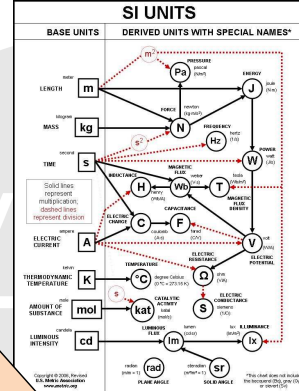 SI UNITS
BASE UNITS
DERIVED UNITS WITH SPECIAL NAMES*
m²
PRESSURE
pascal
(N/m²)
Pa
ENERGY
joule
(N·m)
J
meter
LENGTH
m
FORCE
newton
(kg·m/s²)
N
kilogram
MASS
kg
s²
FREQUENCY
hertz
(1/s)
Hz
POWER
watt
(J/s)
W
second
TIME
s
INDUCTANCE
H
henry
(Wb/A)
MAGNETIC
FLUX
weber
(V·s)
Wb
tesla
(Wb/m²)
T
MAGNETIC
FLUX
DENSITY
Solid lines
represent
multiplication;
dashed lines
represent division
ELECTRIC
CHARGE
C
coulomb
(A·s)
CAPACITANCE
F
farad
(C/V)
ampere
ELECTRIC
CURRENT
A
volt
(W/A)
V
ELECTRIC
POTENTIAL
ELECTRIC
RESISTANCE
Ω
ohm
(V/A)
kelvin
THERMODYNAMIC
TEMPERATURE
K
TEMPERATURE
°C
degree Celsius
(0 °C = 273.15 K)
S
ELECTRIC
CONDUCTANCE
siemens
(1/Ω)
mole
AMOUNT OF
SUBSTANCE
mol
s
CATALYTIC
ACTIVITY
kat
katal
(mol/s)
candela
LUMINOUS
INTENSITY
cd
LUMINOUS
FLUX
lm
lumen
(cd·sr)
lux
(lm/m²)
ILLUMINANCE
lx
radian
(m/m = 1)
rad
PLANE ANGLE
steradian
(m²/m² = 1)
sr
SOLID ANGLE
Copyright © 2008, Revised
U.S. Metric Association
www.metric.org
*This chart does not include
the becquerel (Bq), gray (Gy),
or sievert (Sv)